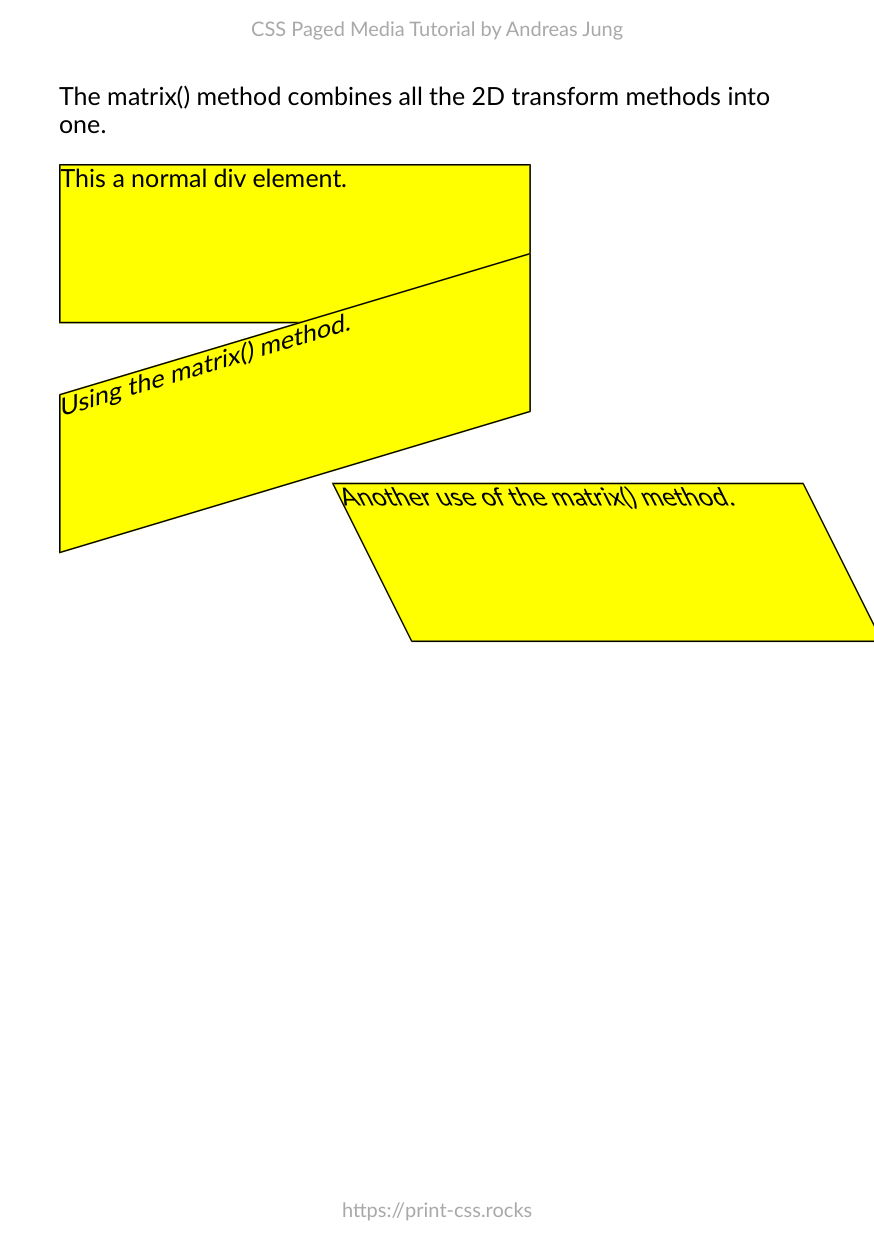 CSS Paged Media Tutorial by Andreas Jung
The matrix() method combines all the 2D transform methods into
one.
This a normal div element.
Using the matrix() method.
Another use of the matrix() method.
https://print-css.rocks